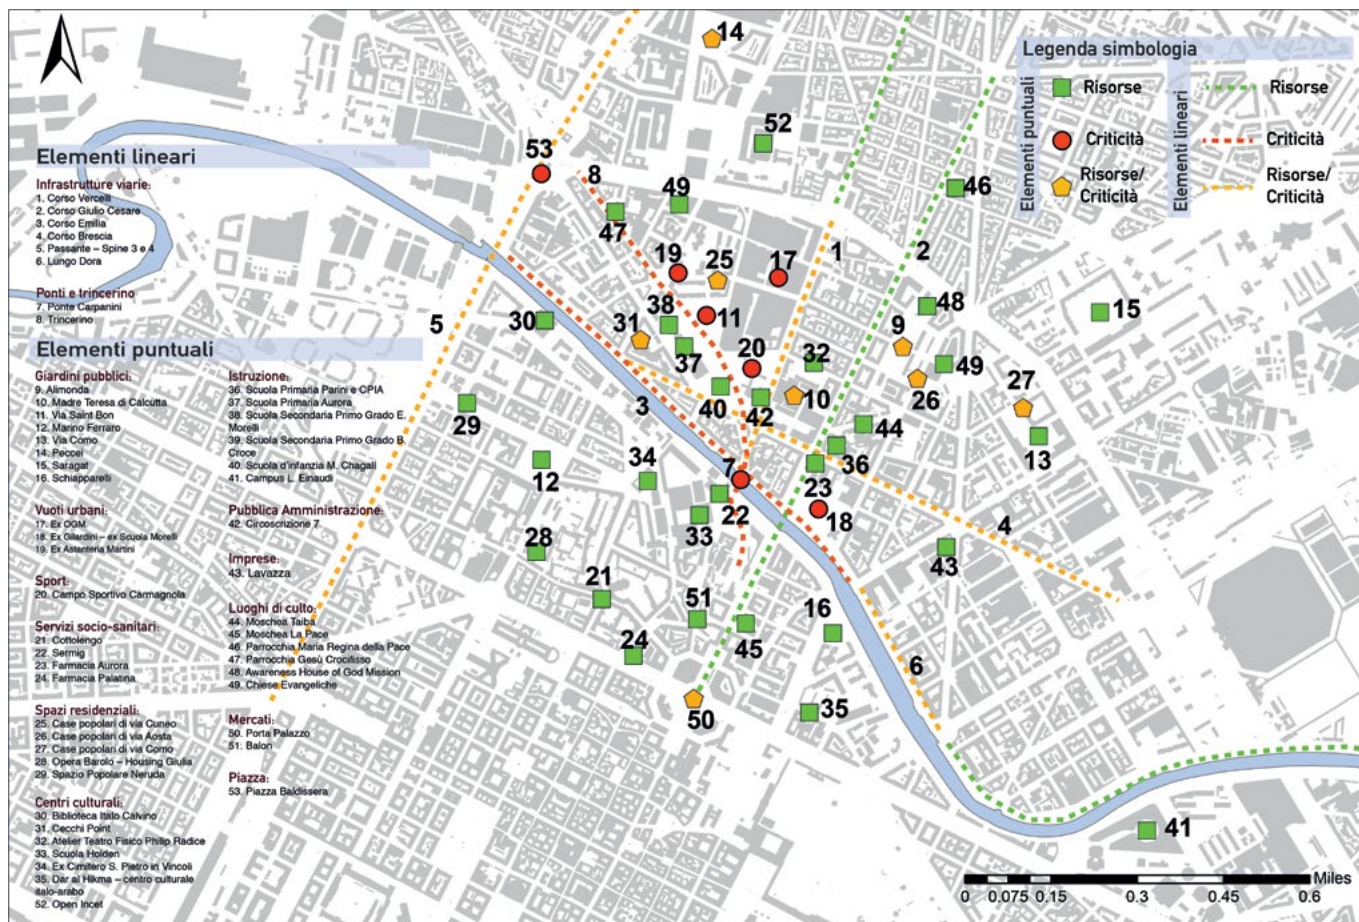 Elementi lineari
Infrastrutture viarie:
1. Corso Vercelli
2. Corso Giulio Cesare
3. Corso Emilia
4. Corso Brescia
5. Passante – Spine 3 e 4
6. Lungo Dora
Ponti e trincerino
7. Ponte Carpanini
8. Trincerino
Elementi puntuali
Giardini pubblici:
9. Alimonda
10. Madre Teresa di Calcutta
11. Via Saint Bon
12. Marino Ferraro
13. Via Como
14. Peccei
15. Saragat
16. Schiapparelli
Vuoti urbani:
17. Ex OGM
18. Ex Gilardini – ex Scuola Morelli
19. Ex Astanteria Martini
Sport:
20. Campo Sportivo Carmagnola
Servizi socio-sanitari:
21. Cottolengo
22. Sermig
23. Farmacia Aurora
24. Farmacia Palatina
Spazi residenziali:
25. Case popolari di via Cuneo
26. Case popolari di via Aosta
27. Case popolari di via Como
28. Opera Barolo – Housing Giulia
29. Spazio Popolare Neruda
Centri culturali:
30. Biblioteca Italo Calvino
31. Cecchi Point
32. Atelier Teatro Fisico Philip Radice
33. Scuola Holden
34. Ex Cimitero S. Pietro in Vincoli
35. Dar al Hikma – centro culturale
italo-arabo
52. Open Incet
Istruzione:
36. Scuola Primaria Parini e CPIA
37. Scuola Primaria Aurora
38. Scuola Secondaria Primo Grado E.
Morelli
39. Scuola Secondaria Primo Grado B.
Croce
40. Scuola d'infanzia M. Chagall
41. Campus L. Einaudi
Pubblica Amministrazione:
42. Circoscrizione 7
Imprese:
43. Lavazza
Luoghi di culto:
44. Moschea Taiba
45. Moschea La Pace
46. Parrocchia Maria Regina della Pace
47. Parrocchia Gesù Crocifisso
48. Awareness House of God Mission
49. Chiese Evangeliche
Mercati:
50. Porta Palazzo
51. Balon
Piazza:
53. Piazza Baldissera
Legenda simbologia
Elementi puntuali
Risorse
Criticità
Risorse/
Criticità
Elementi lineari
Risorse
Criticità
Risorse/
Criticità
14
52
53
8
49
46
47
1
2
19
25
17
48
15
30
5
38
31
11
9
20
32
49
37
27
26
29
3
40
42
10
44
13
7
36
34
12
23
4
22
18
33
28
43
21
51
16
45
24
6
50
35
41
Miles
0 0.075 0.15 0.3 0.45 0.6